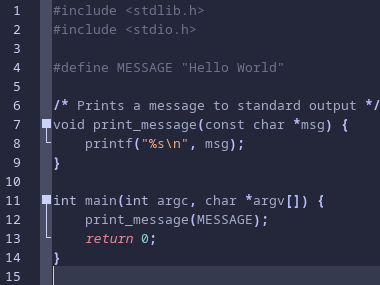 1 #include <stdlib.h>
2 #include <stdio.h>
3
4 #define MESSAGE "Hello World"
5
6 /* Prints a message to standard output */
7 void print_message(const char *msg) {
8     printf("%s\n", msg);
9 }
10
11 int main(int argc, char *argv[]) {
12     print_message(MESSAGE);
13     return 0;
14 }
15